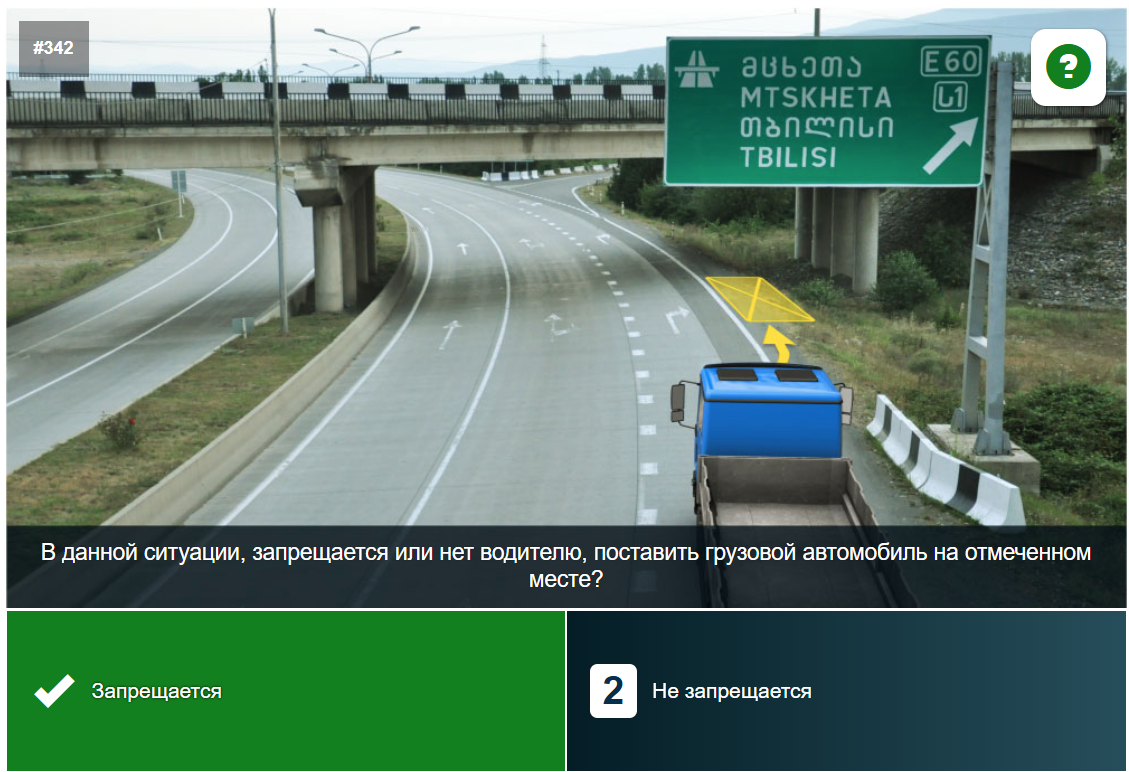 #342
?
მცხეთა
MTSKHETA
თბილისი
TBILISI
E60
ს1
В данной ситуации, запрещается или нет водителю, поставить грузовой автомобиль на отмеченном
месте?
Запрещается
2 Не запрещается